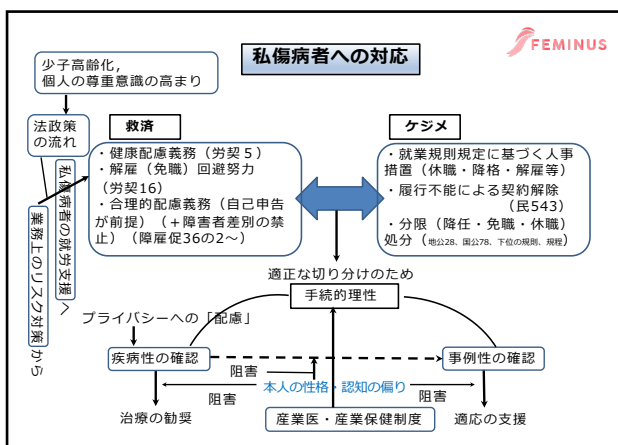 私傷病者への対応
FEMINUS
少子高齢化，
個人の尊重意識の高まり
法政策
の流れ
業務上のリスク対策から
私傷病者の就労支援へ
救済
・健康配慮義務（労契５）
・解雇（免職）回避努力
（労契16）
・合理的配慮義務（自己申告
が前提）（＋障害者差別の禁
止）（障雇促36の2～）
ケジメ
・就業規則規定に基づく人事
措置（休職・降格・解雇等）
・履行不能による契約解除
（民543）
・分限（降任・免職・休職）
処分（地公28、国公78、下位の規則、規程）
適正な切り分けのため
手続的理性
プライバシーへの「配慮」
疾病性の確認
事例性の確認
阻害
本人の性格・認知の偏り
阻害
阻害
治療の勧奨
産業医・産業保健制度
適応の支援